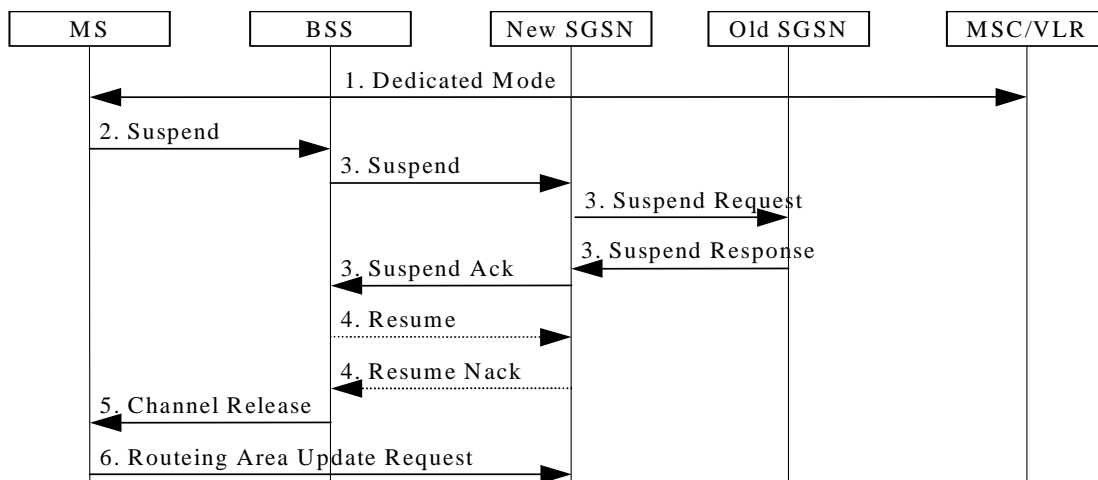 MS
BSS
New SGSN
Old SGSN
MSC/VLR
1. Dedicated Mode
2. Suspend
3. Suspend
3. Suspend Request
3. Suspend Response
3. Suspend Ack
4. Resume
4. Resume Nack
5. Channel Release
6. Routeing Area Update Request